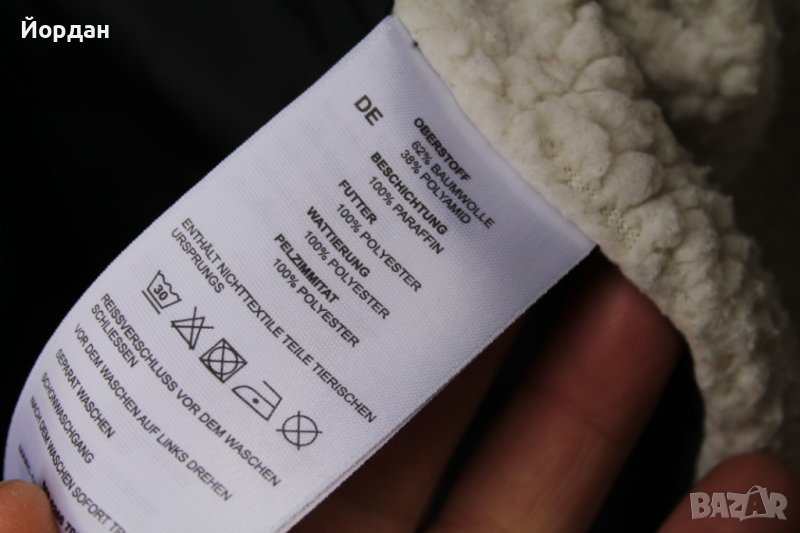 Йордан
DE
OBERSTOFF
62% BAUMWOLLE
38% POLYAMID
BESCHICHTUNG
100% PARAFFIN
FUTTER
100% POLYESTER
WATTIERUNG
100% POLYESTER
PELZIMMITAT
100% POLYESTER
ENTHÄLT NICHTTEXTILE TEILE TIERISCHEN
URSPRUNGS
30
REISSVERSCHLUSS VOR DEM WASCHEN
SCHLIESSEN
VOR DEM WASCHEN AUF LINKS DREHEN
SEPARAT WASCHEN
SCHONWASCHGANG
NACH DEM WASCHEN SOFORT
BAZAR